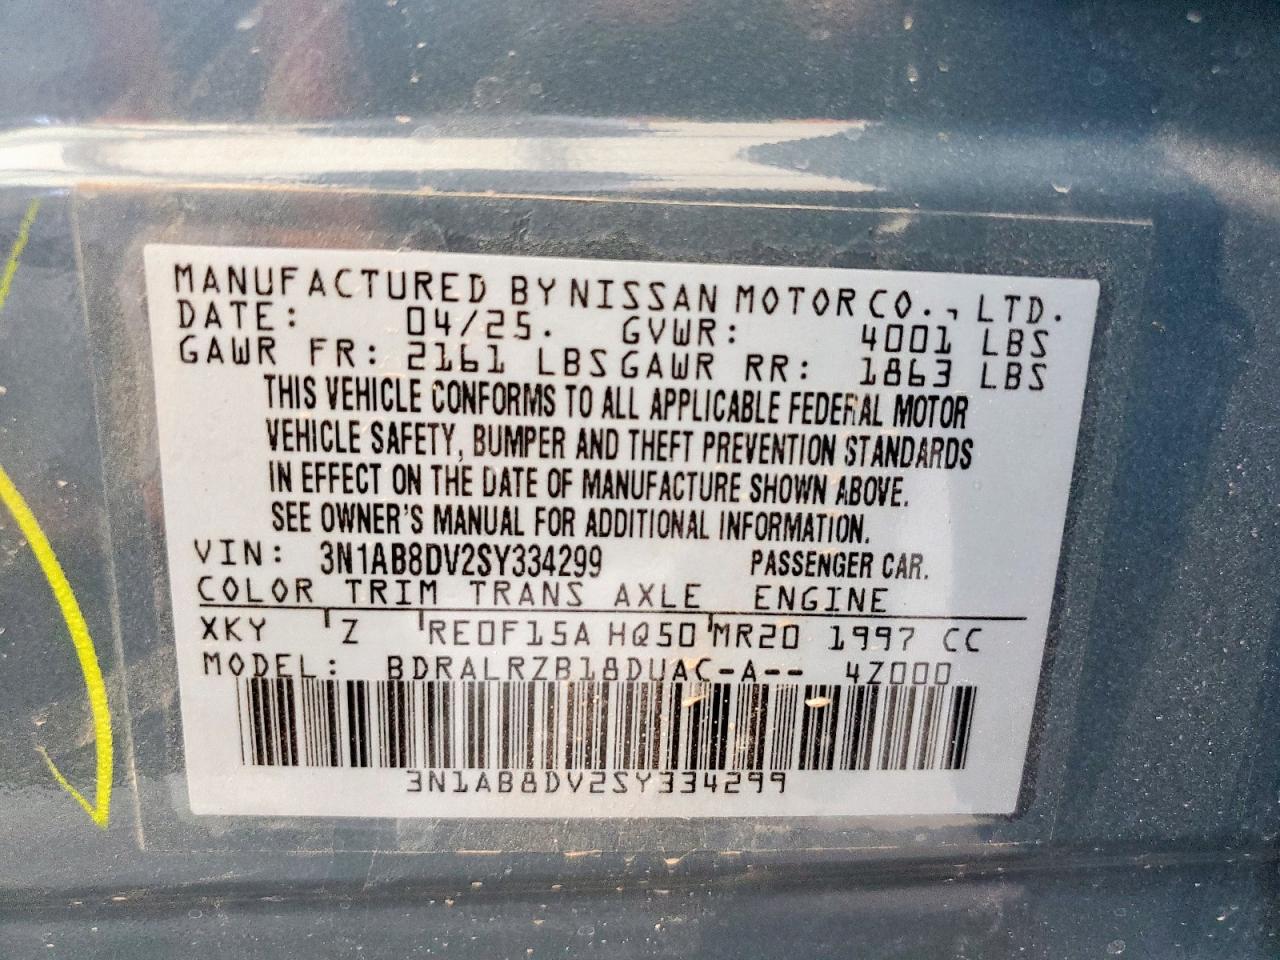 MANUFACTURED BY NISSAN MOTOR CO., LTD.
DATE: 04/25. GVWR: 4001 LBS
GAWR FR: 2161 LBS GAWR RR: 1863 LBS
THIS VEHICLE CONFORMS TO ALL APPLICABLE FEDERAL MOTOR
VEHICLE SAFETY, BUMPER AND THEFT PREVENTION STANDARDS
IN EFFECT ON THE DATE OF MANUFACTURE SHOWN ABOVE.
SEE OWNER'S MANUAL FOR ADDITIONAL INFORMATION.
VIN: 3N1AB8DV2SY334299 PASSENGER CAR.
COLOR TRIM TRANS AXLE ENGINE
XKY Z RE0F15A HQ50 MR20 1997 CC
MODEL: BDRALRZB18DUAC-A-- 4Z000
3N1AB8DV2SY334299